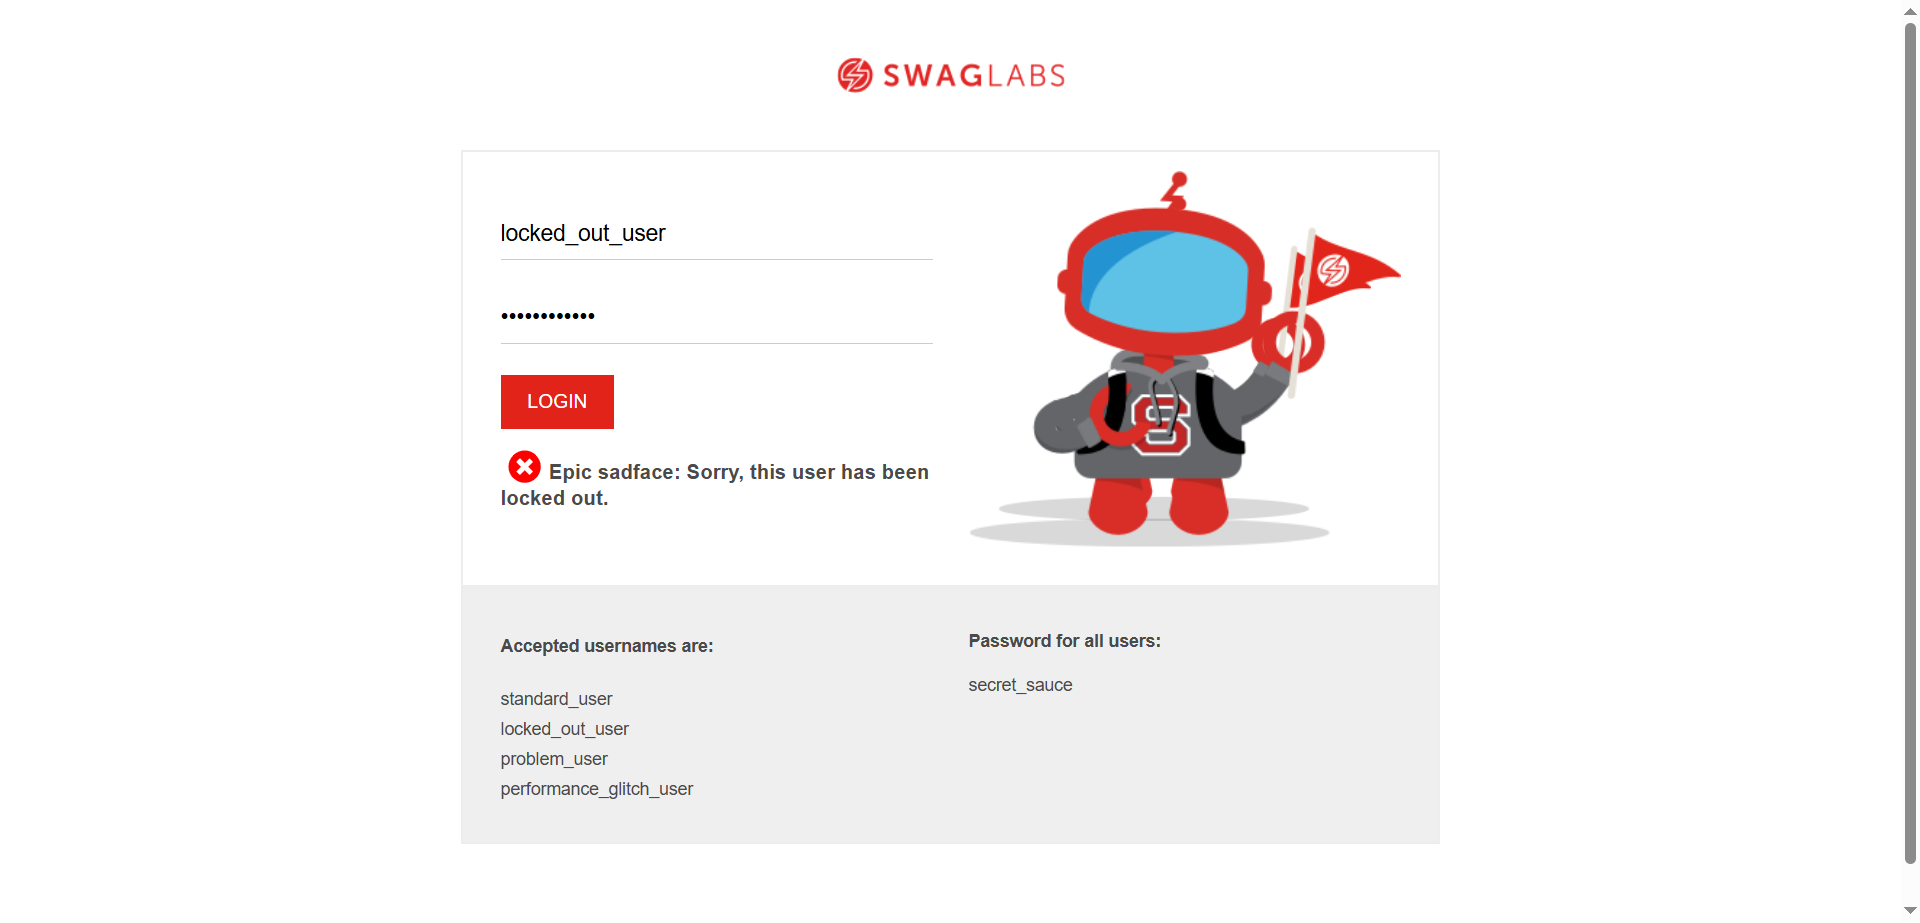 SWAGLABS
locked_out_user
••••••••••••
LOGIN
Epic sadface: Sorry, this user has been
locked out.
S
Accepted usernames are:
standard_user
locked_out_user
problem_user
performance_glitch_user
Password for all users:
secret_sauce